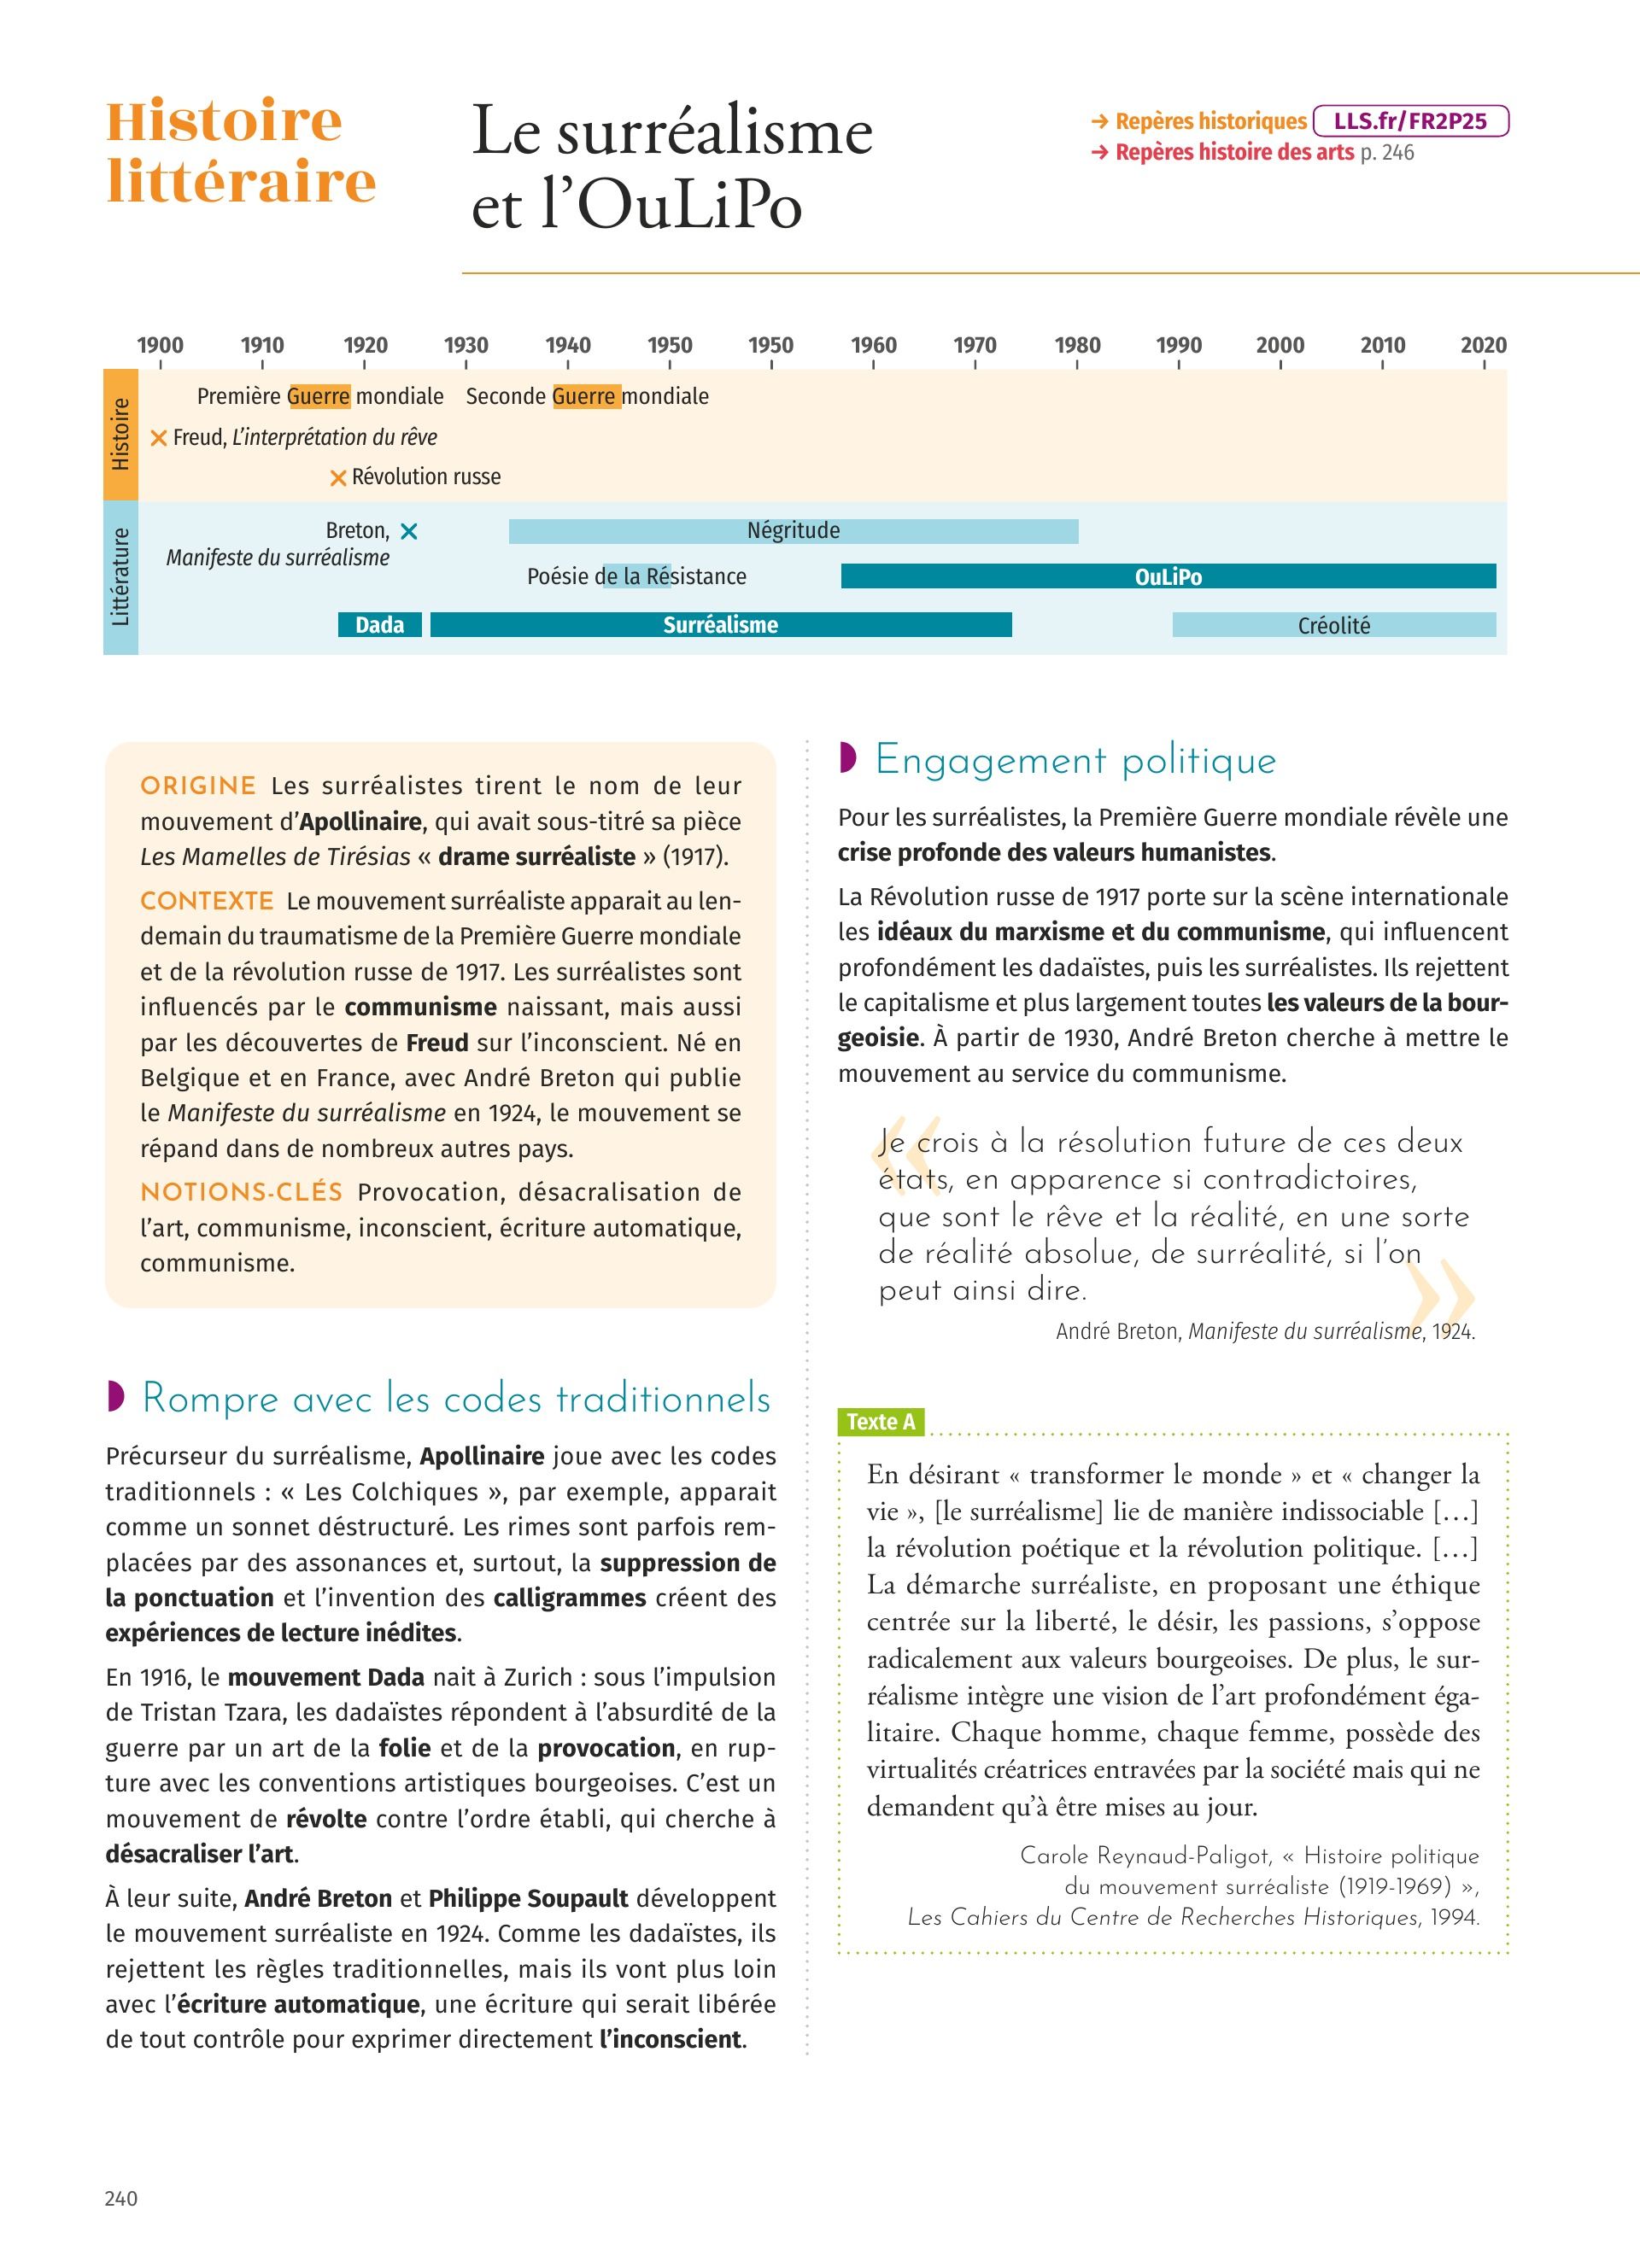 Histoire
littéraire
Le surréalisme
et l’OuLiPo
→ Repères historiques LLS.fr/FR2P25
→ Repères histoire des arts p. 246
1900 1910 1920 1930 1940 1950 1950 1960 1970 1980 1990 2000 2010 2020
Histoire
Première Guerre mondiale Seconde Guerre mondiale
Freud, L’interprétation du rêve
Révolution russe
Littérature
Breton,
Manifeste du surréalisme
Négritude
Poésie de la Résistance
OuLiPo
Dada
Surréalisme
Créolité
ORIGINE Les surréalistes tirent le nom de leur
mouvement d’Apollinaire, qui avait sous-titré sa pièce
Les Mamelles de Tirésias « drame surréaliste » (1917).
CONTEXTE Le mouvement surréaliste apparait au len-
demain du traumatisme de la Première Guerre mondiale
et de la révolution russe de 1917. Les surréalistes sont
influencés par le communisme naissant, mais aussi
par les découvertes de Freud sur l’inconscient. Né en
Belgique et en France, avec André Breton qui publie
le Manifeste du surréalisme en 1924, le mouvement se
répand dans de nombreux autres pays.
NOTIONS-CLÉS Provocation, désacralisation de
l’art, communisme, inconscient, écriture automatique,
communisme.
Rompre avec les codes traditionnels
Précurseur du surréalisme, Apollinaire joue avec les codes
traditionnels : « Les Colchiques », par exemple, apparait
comme un sonnet déstructuré. Les rimes sont parfois rem-
placées par des assonances et, surtout, la suppression de
la ponctuation et l’invention des calligrammes créent des
expériences de lecture inédites.
En 1916, le mouvement Dada nait à Zurich : sous l’impulsion
de Tristan Tzara, les dadaïstes répondent à l’absurdité de la
guerre par un art de la folie et de la provocation, en rup-
ture avec les conventions artistiques bourgeoises. C’est un
mouvement de révolte contre l’ordre établi, qui cherche à
désacraliser l’art.
À leur suite, André Breton et Philippe Soupault développent
le mouvement surréaliste en 1924. Comme les dadaïstes, ils
rejettent les règles traditionnelles, mais ils vont plus loin
avec l’écriture automatique, une écriture qui serait libérée
de tout contrôle pour exprimer directement l’inconscient.
Engagement politique
Pour les surréalistes, la Première Guerre mondiale révèle une
crise profonde des valeurs humanistes.
La Révolution russe de 1917 porte sur la scène internationale
les idéaux du marxisme et du communisme, qui influencent
profondément les dadaïstes, puis les surréalistes. Ils rejettent
le capitalisme et plus largement toutes les valeurs de la bour-
geoisie. À partir de 1930, André Breton cherche à mettre le
mouvement au service du communisme.
« Je crois à la résolution future de ces deux
états, en apparence si contradictoires,
que sont le rêve et la réalité, en une sorte
de réalité absolue, de surréalité, si l’on
peut ainsi dire. »
André Breton, Manifeste du surréalisme, 1924.
Texte A
En désirant « transformer le monde » et « changer la
vie », [le surréalisme] lie de manière indissociable […]
la révolution poétique et la révolution politique. […]
La démarche surréaliste, en proposant une éthique
centrée sur la liberté, le désir, les passions, s’oppose
radicalement aux valeurs bourgeoises. De plus, le sur-
réalisme intègre une vision de l’art profondément éga-
litaire. Chaque homme, chaque femme, possède des
virtualités créatrices entravées par la société mais qui ne
demandent qu’à être mises au jour.
Carole Reynaud-Paligot, « Histoire politique
du mouvement surréaliste (1919-1969) »,
Les Cahiers du Centre de Recherches Historiques, 1994.
240